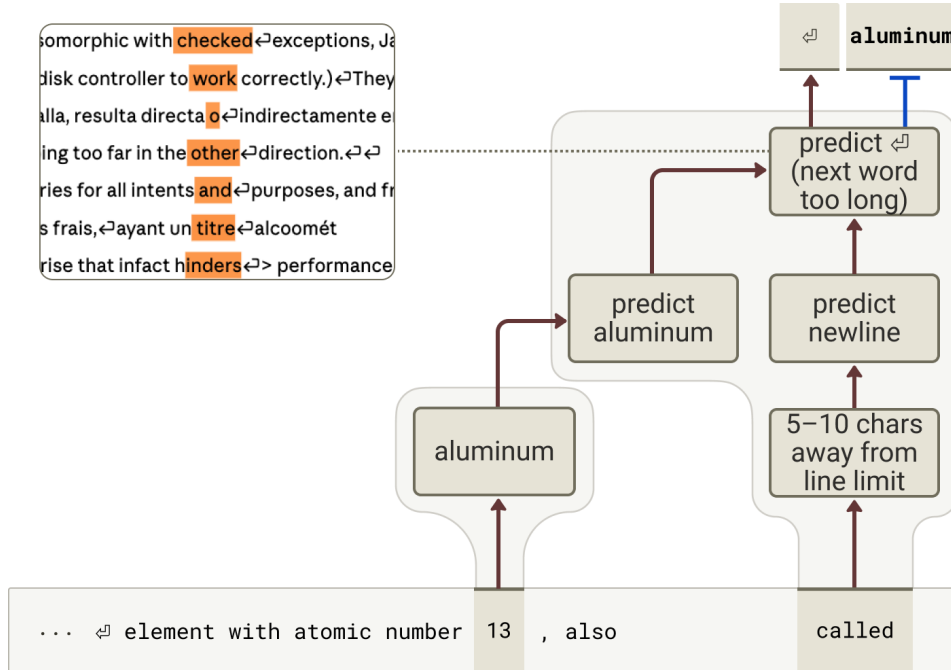 somorphic with checked⏎exceptions, Ja
disk controller to work correctly.)⏎They
alla, resulta directa o⏎indirectamente e
ing too far in the other⏎direction.⏎⏎
ries for all intents and⏎purposes, and fr
s frais,⏎ayant un titre⏎alcoomét
rise that infact hinders⏎> performance
⏎ aluminum
predict ⏎
(next word
too long)
predict
aluminum
predict
newline
aluminum
5–10 chars
away from
line limit
... ⏎ element with atomic number 13 , also called